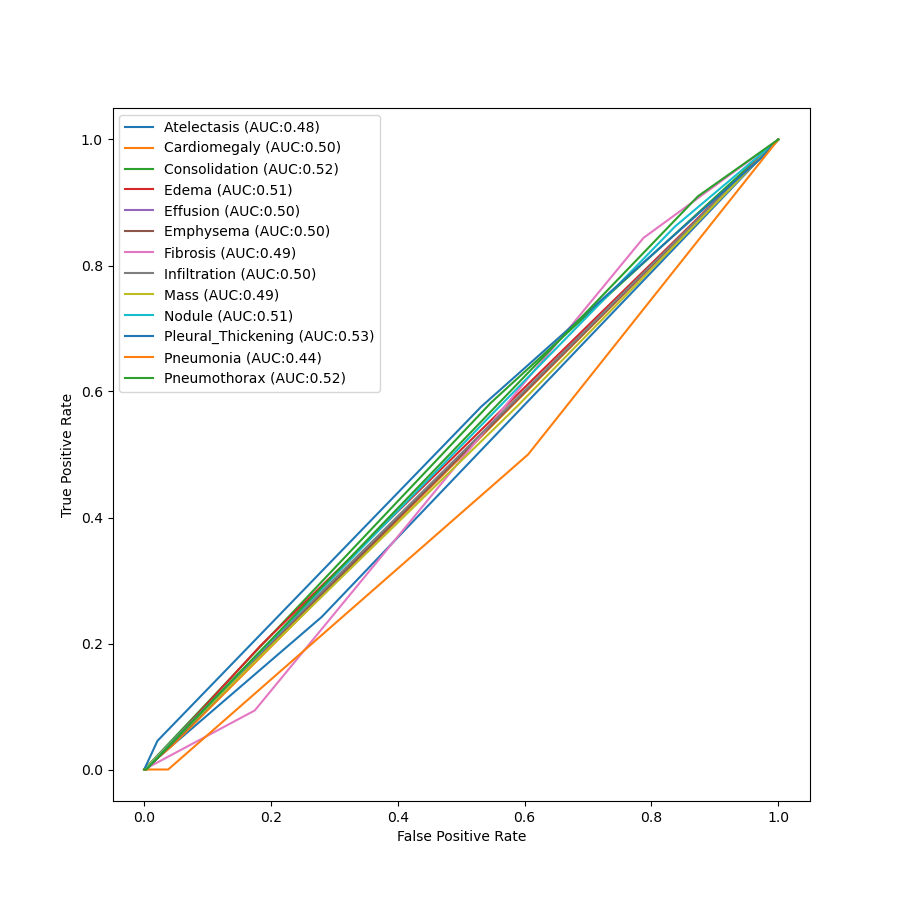 Atelectasis (AUC:0.48)
Cardiomegaly (AUC:0.50)
Consolidation (AUC:0.52)
Edema (AUC:0.51)
Effusion (AUC:0.50)
Emphysema (AUC:0.50)
Fibrosis (AUC:0.49)
Infiltration (AUC:0.50)
Mass (AUC:0.49)
Nodule (AUC:0.51)
Pleural_Thickening (AUC:0.53)
Pneumonia (AUC:0.44)
Pneumothorax (AUC:0.52)
1.0
0.8
0.6
0.4
0.2
0.0
True Positive Rate
0.0 0.2 0.4 0.6 0.8 1.0
False Positive Rate